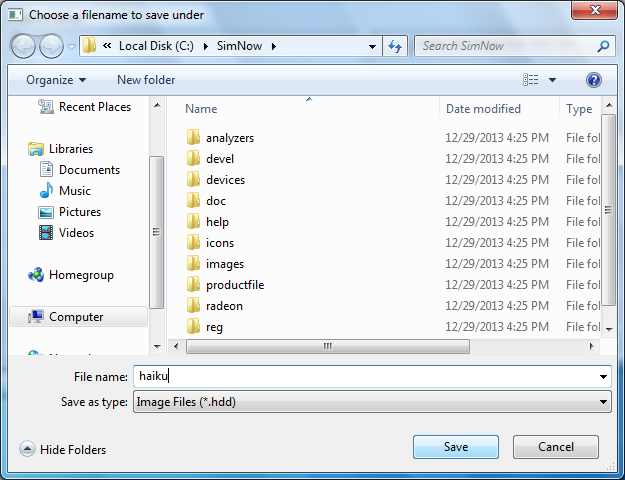 Choose a filename to save under
« Local Disk (C:) ▸ SimNow ▸
Search SimNow
Organize ▾ New folder
Recent Places
Libraries
Documents
Music
Pictures
Videos
Homegroup
Computer
Name Date modified Type
analyzers 12/29/2013 4:25 PM File fol
devel 12/29/2013 4:25 PM File fol
devices 12/29/2013 4:25 PM File fol
doc 12/29/2013 4:25 PM File fol
help 12/29/2013 4:25 PM File fol
icons 12/29/2013 4:25 PM File fol
images 12/29/2013 4:25 PM File fol
productfile 12/29/2013 4:25 PM File fol
radeon 12/29/2013 4:25 PM File fol
reg 12/29/2013 4:25 PM File fol
File name: haiku
Save as type: Image Files (*.hdd)
Hide Folders
Save
Cancel